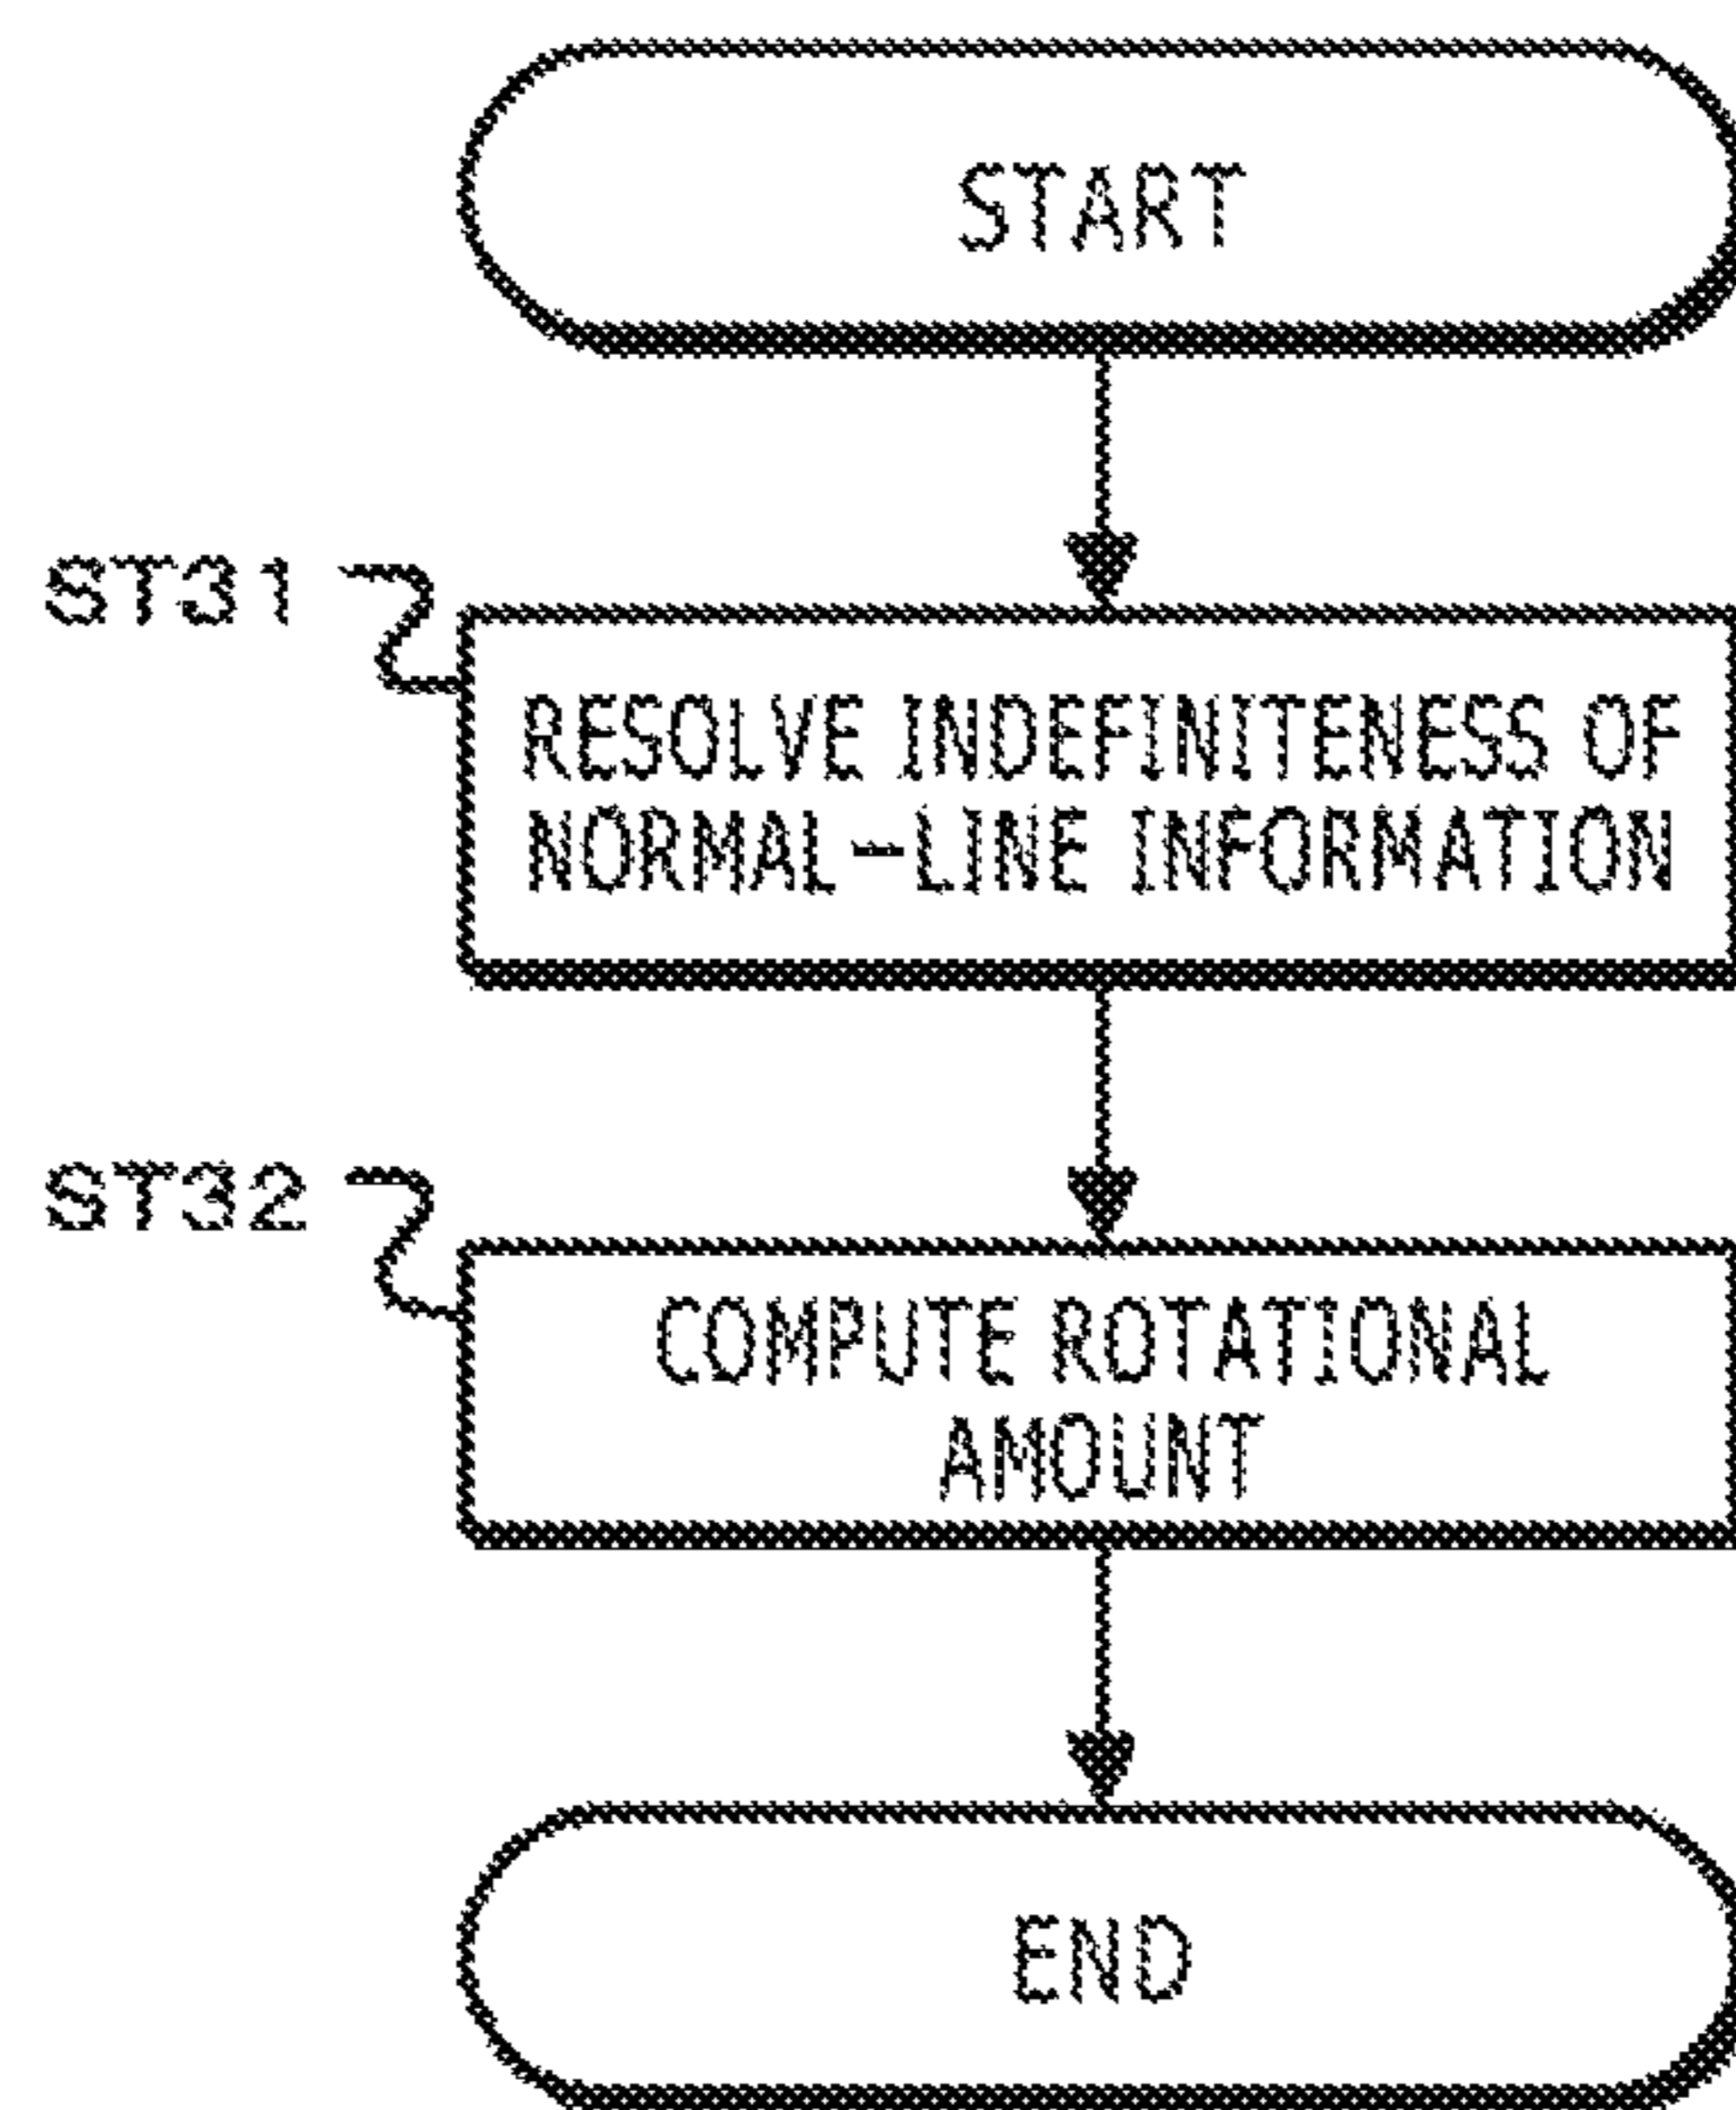 START
ST31
RESOLVE INDEFINITENESS OF
NORMAL-LINE INFORMATION
ST32
COMPUTE ROTATIONAL
AMOUNT
END